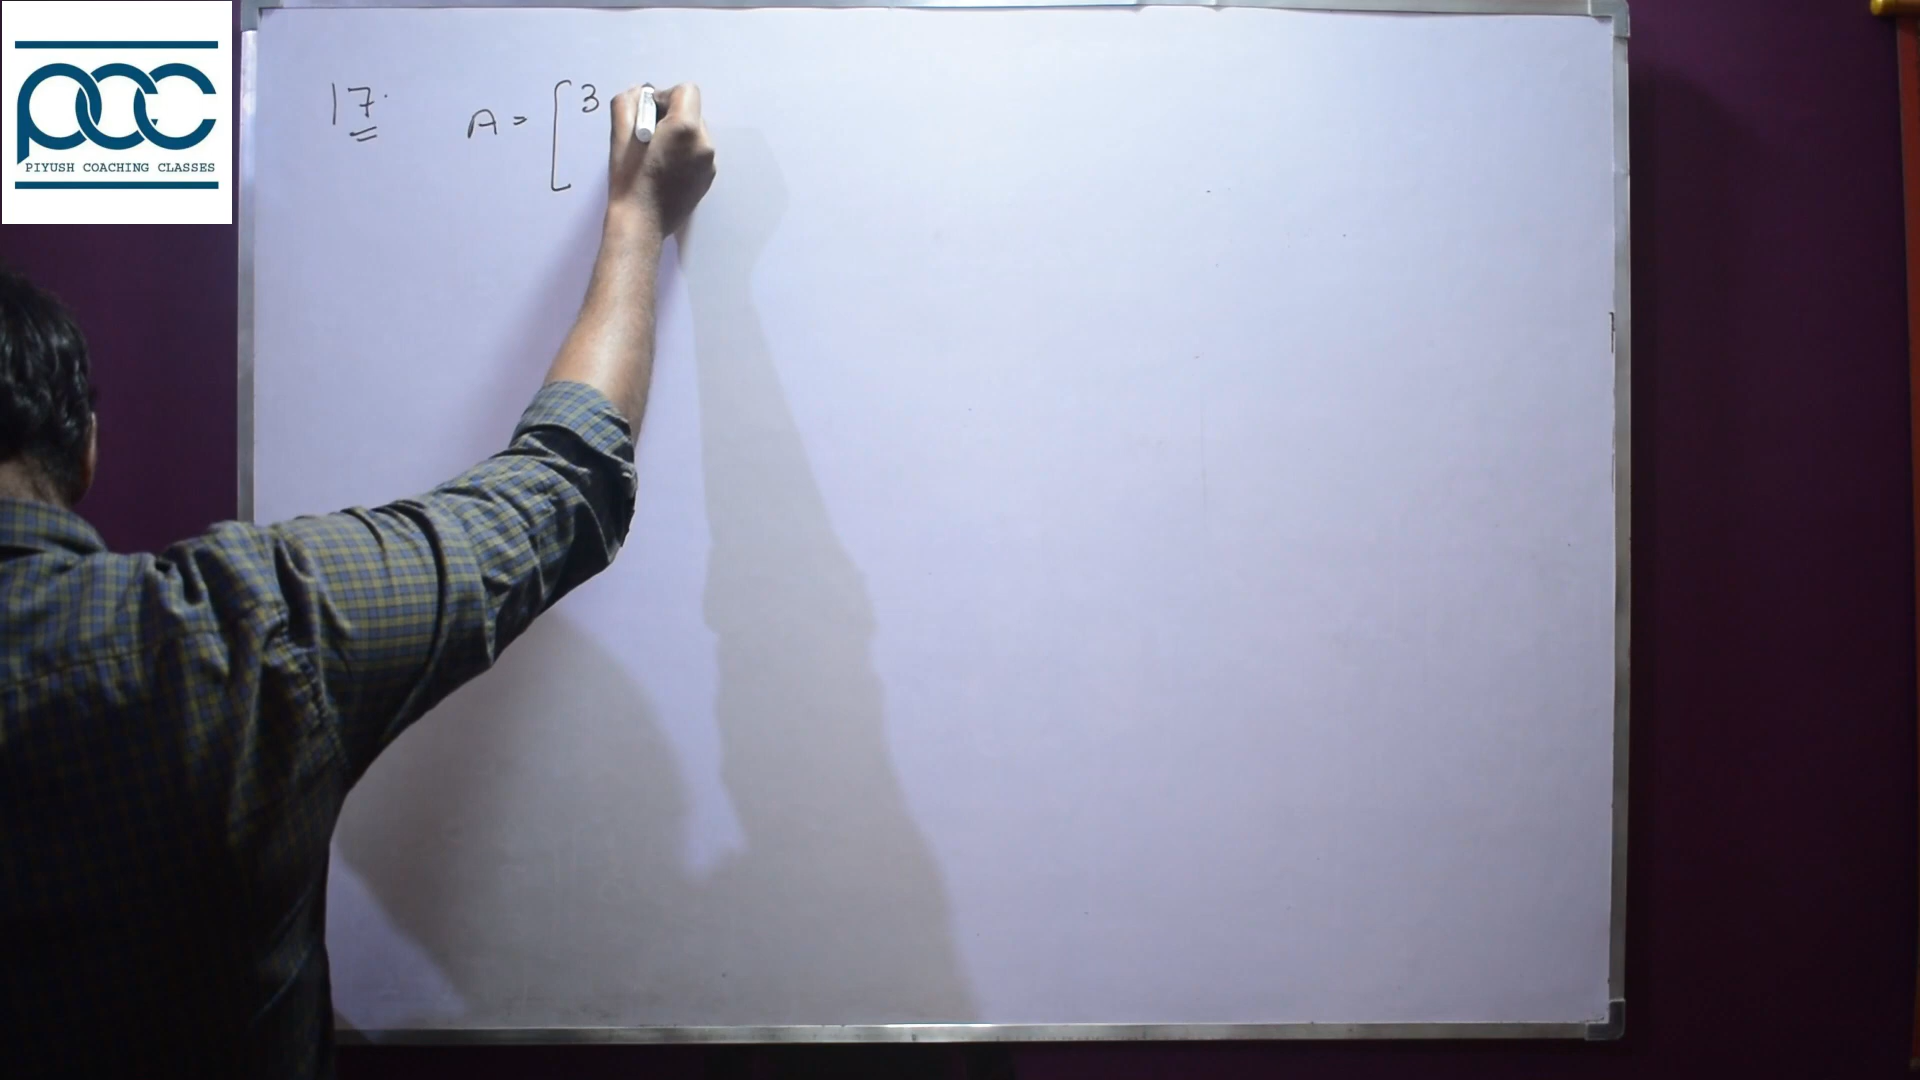 PCC
PIYUSH COACHING CLASSES
17. A = [3